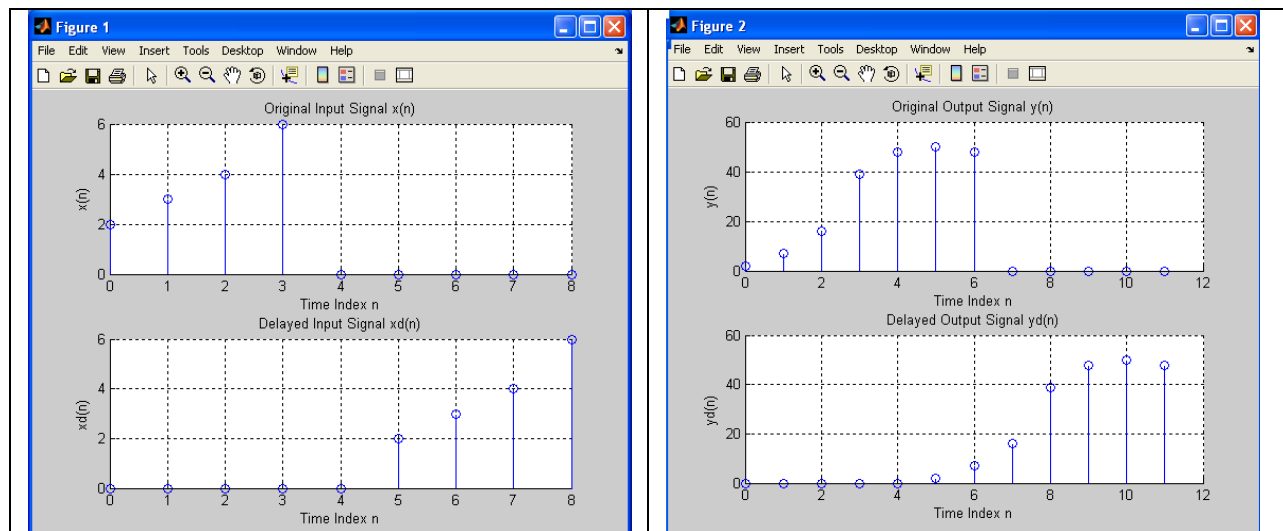 Figure 1
File Edit View Insert Tools Desktop Window Help
Original Input Signal x(n)
6
4
2
0
x(n)
0 1 2 3 4 5 6 7 8
Time Index n
Delayed Input Signal xd(n)
6
4
2
0
xd(n)
0 1 2 3 4 5 6 7 8
Time Index n
Figure 2
File Edit View Insert Tools Desktop Window Help
Original Output Signal y(n)
60
40
20
0
y(n)
0 2 4 6 8 10 12
Time Index n
Delayed Output Signal yd(n)
60
40
20
0
yd(n)
0 2 4 6 8 10 12
Time Index n